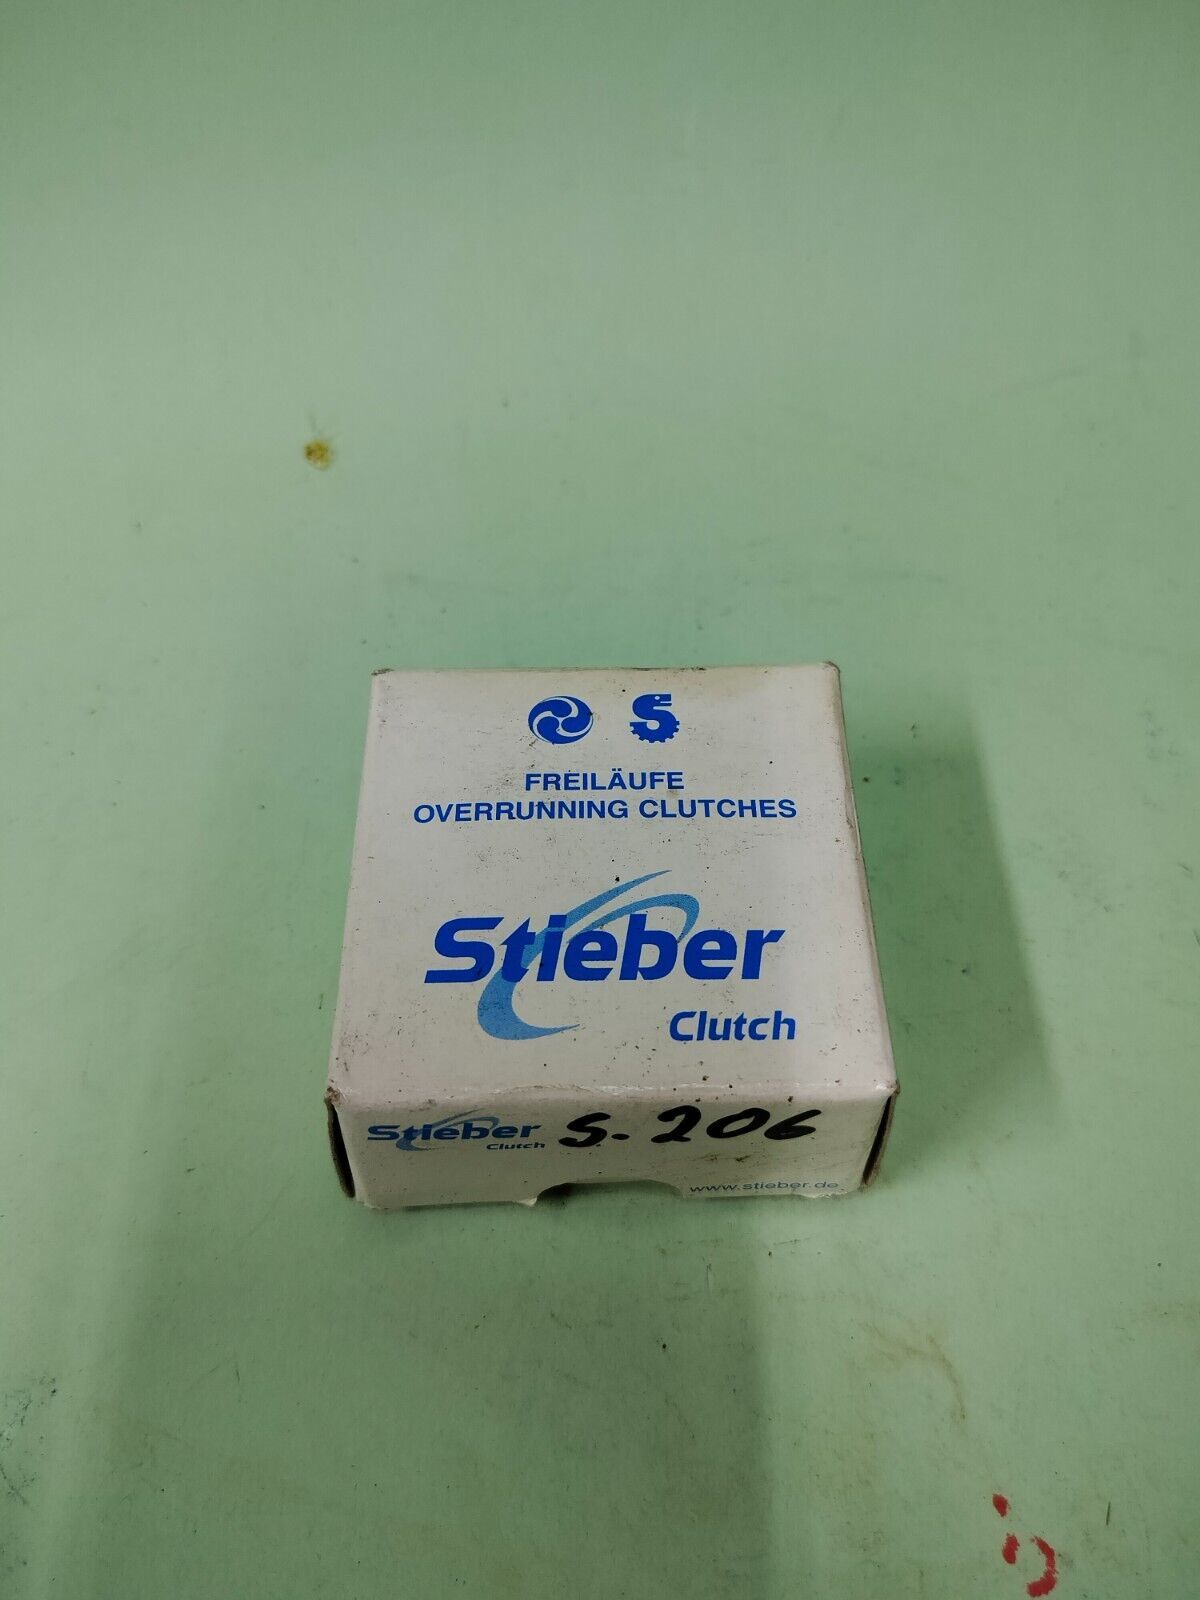 FREILÄUFE
OVERRUNNING CLUTCHES
Stieber
Clutch
Stieber
Clutch
S-206
www.stieber.de